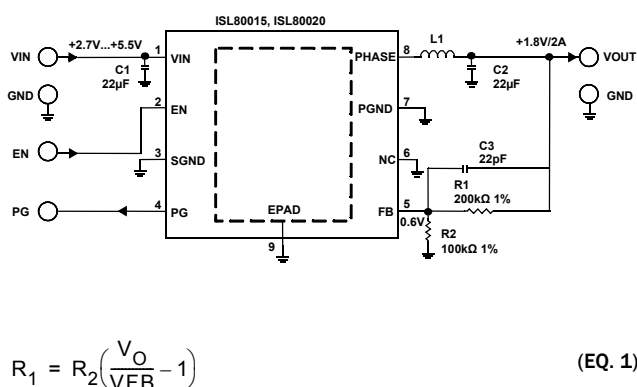 ISL80015, ISL80020
VIN
+2.7V...+5.5V
C1
22µF
1
VIN
GND
EN
2
EN
3
SGND
PG
4
PG
EPAD
9
PHASE
8
L1
+1.8V/2A
VOUT
C2
22µF
GND
PGND
7
NC
6
C3
22pF
R1
200kΩ 1%
FB
5
0.6V
R2
100kΩ 1%
R1 = R2(VO/VFB − 1)
(EQ. 1)